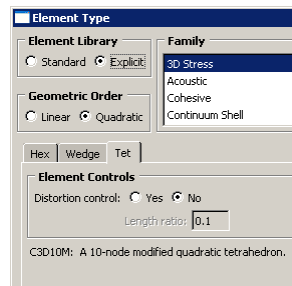 Element Type
Element Library
Standard Explicit
Geometric Order
Linear Quadratic
Family
3D Stress
Acoustic
Cohesive
Continuum Shell
Hex Wedge Tet
Element Controls
Distortion control: Yes No
Length ratio: 0.1
C3D10M: A 10-node modified quadratic tetrahedron.